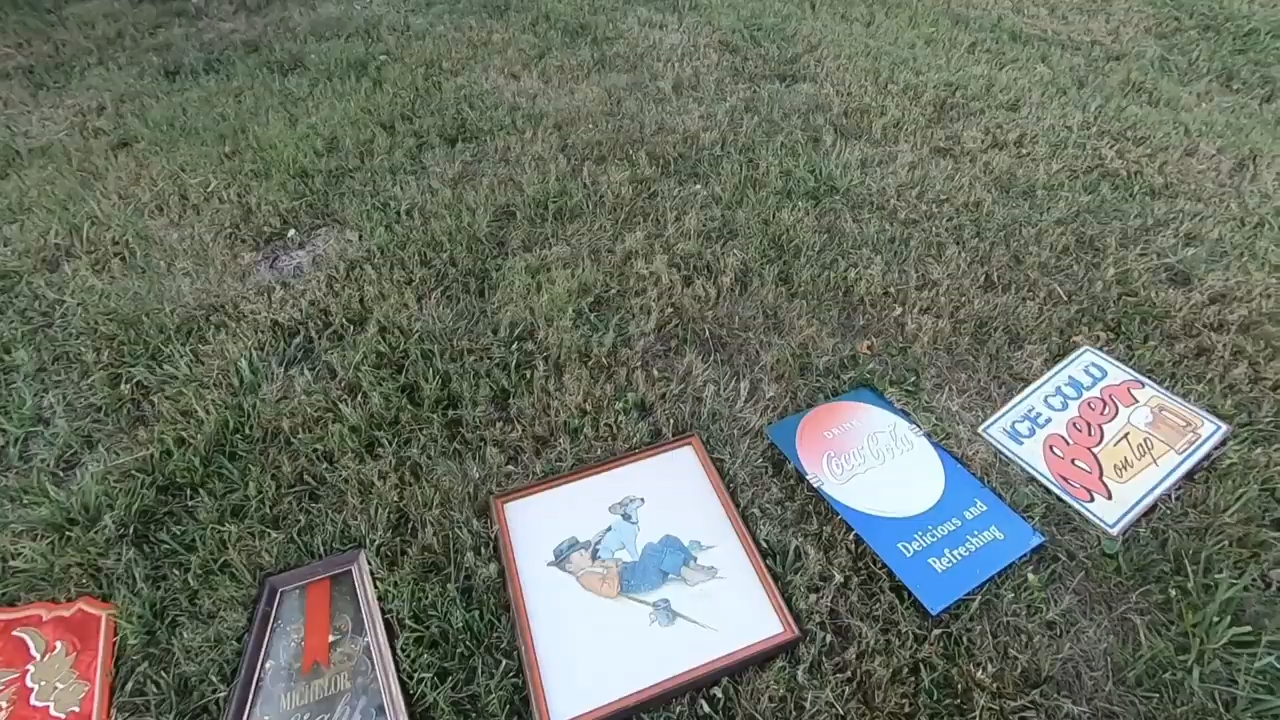 MICHELOB
DRINK
Coca-Cola
Delicious and
Refreshing
ICE COLD
Beer
on Tap